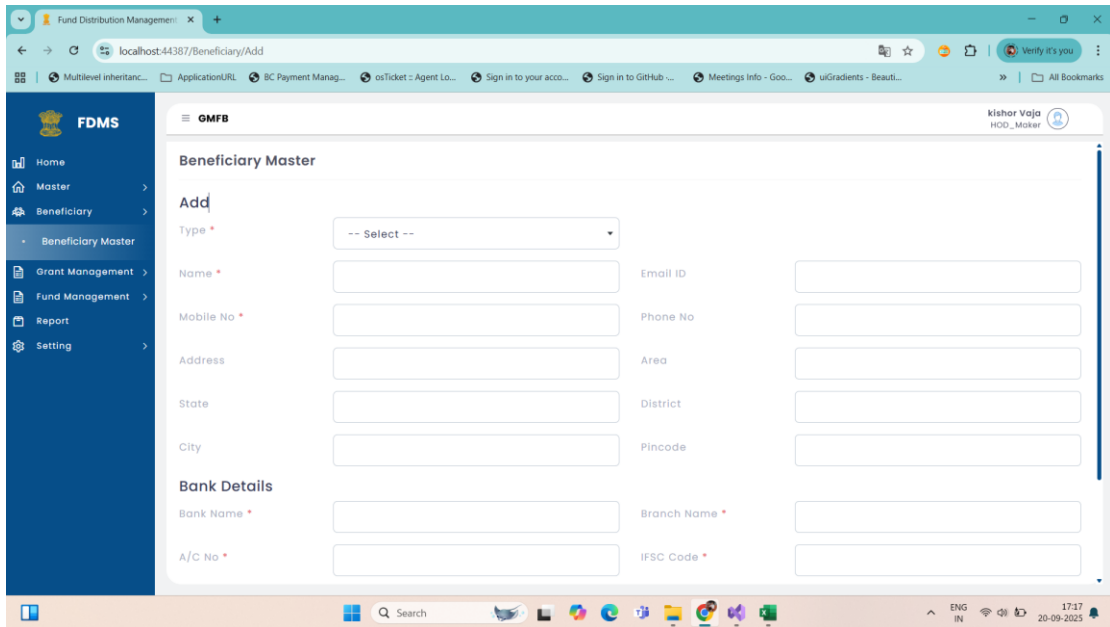 Fund Distribution Management
localhost:44387/Beneficiary/Add
Verify it's you
Multilevel inheritanc... ApplicationURL BC Payment Manag... osTicket :: Agent Lo... Sign in to your acco... Sign in to GitHub ·... Meetings Info - Goo... uiGradients - Beauti... » All Bookmarks
FDMS
GMFB
kishor Vaja
HOD_Maker
Home
Master
Beneficiary
Beneficiary Master
Grant Management
Fund Management
Report
Setting
Beneficiary Master
Add
Type *
-- Select --
Name * Email ID
Mobile No * Phone No
Address Area
State District
City Pincode
Bank Details
Bank Name * Branch Name *
A/C No * IFSC Code *
Search
ENG
IN
17:17
20-09-2025